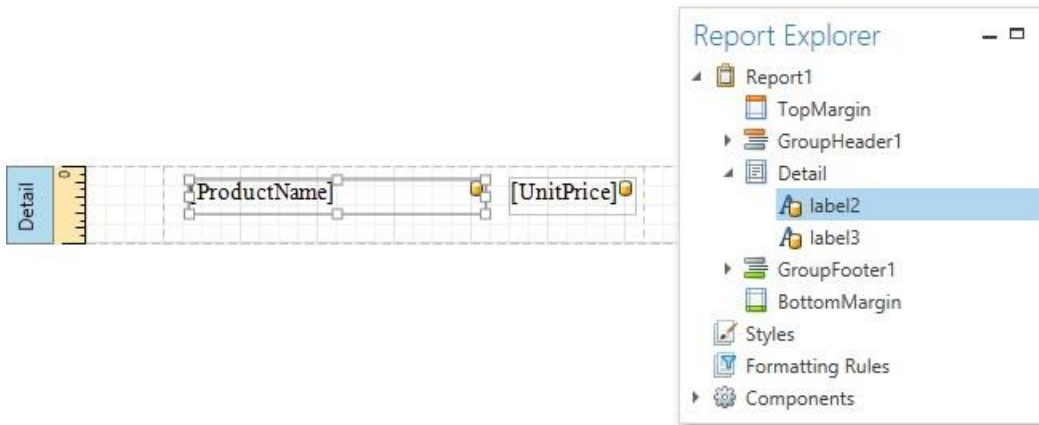 Report Explorer
Report1
TopMargin
GroupHeader1
Detail
label2
label3
GroupFooter1
BottomMargin
Styles
Formatting Rules
Components
Detail
0
[ProductName]
[UnitPrice]